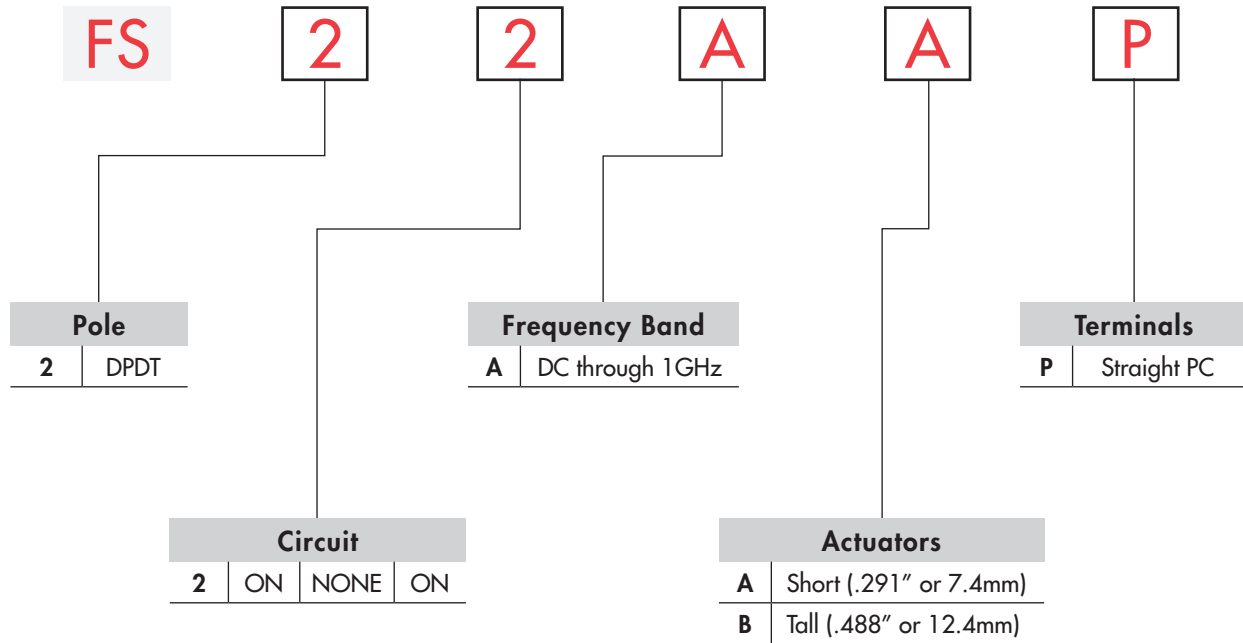 FS 2 2 A A P
Pole
2 DPDT
Frequency Band
A DC through 1GHz
Terminals
P Straight PC
Circuit
2 ON NONE ON
Actuators
A Short (.291” or 7.4mm)
B Tall (.488” or 12.4mm)